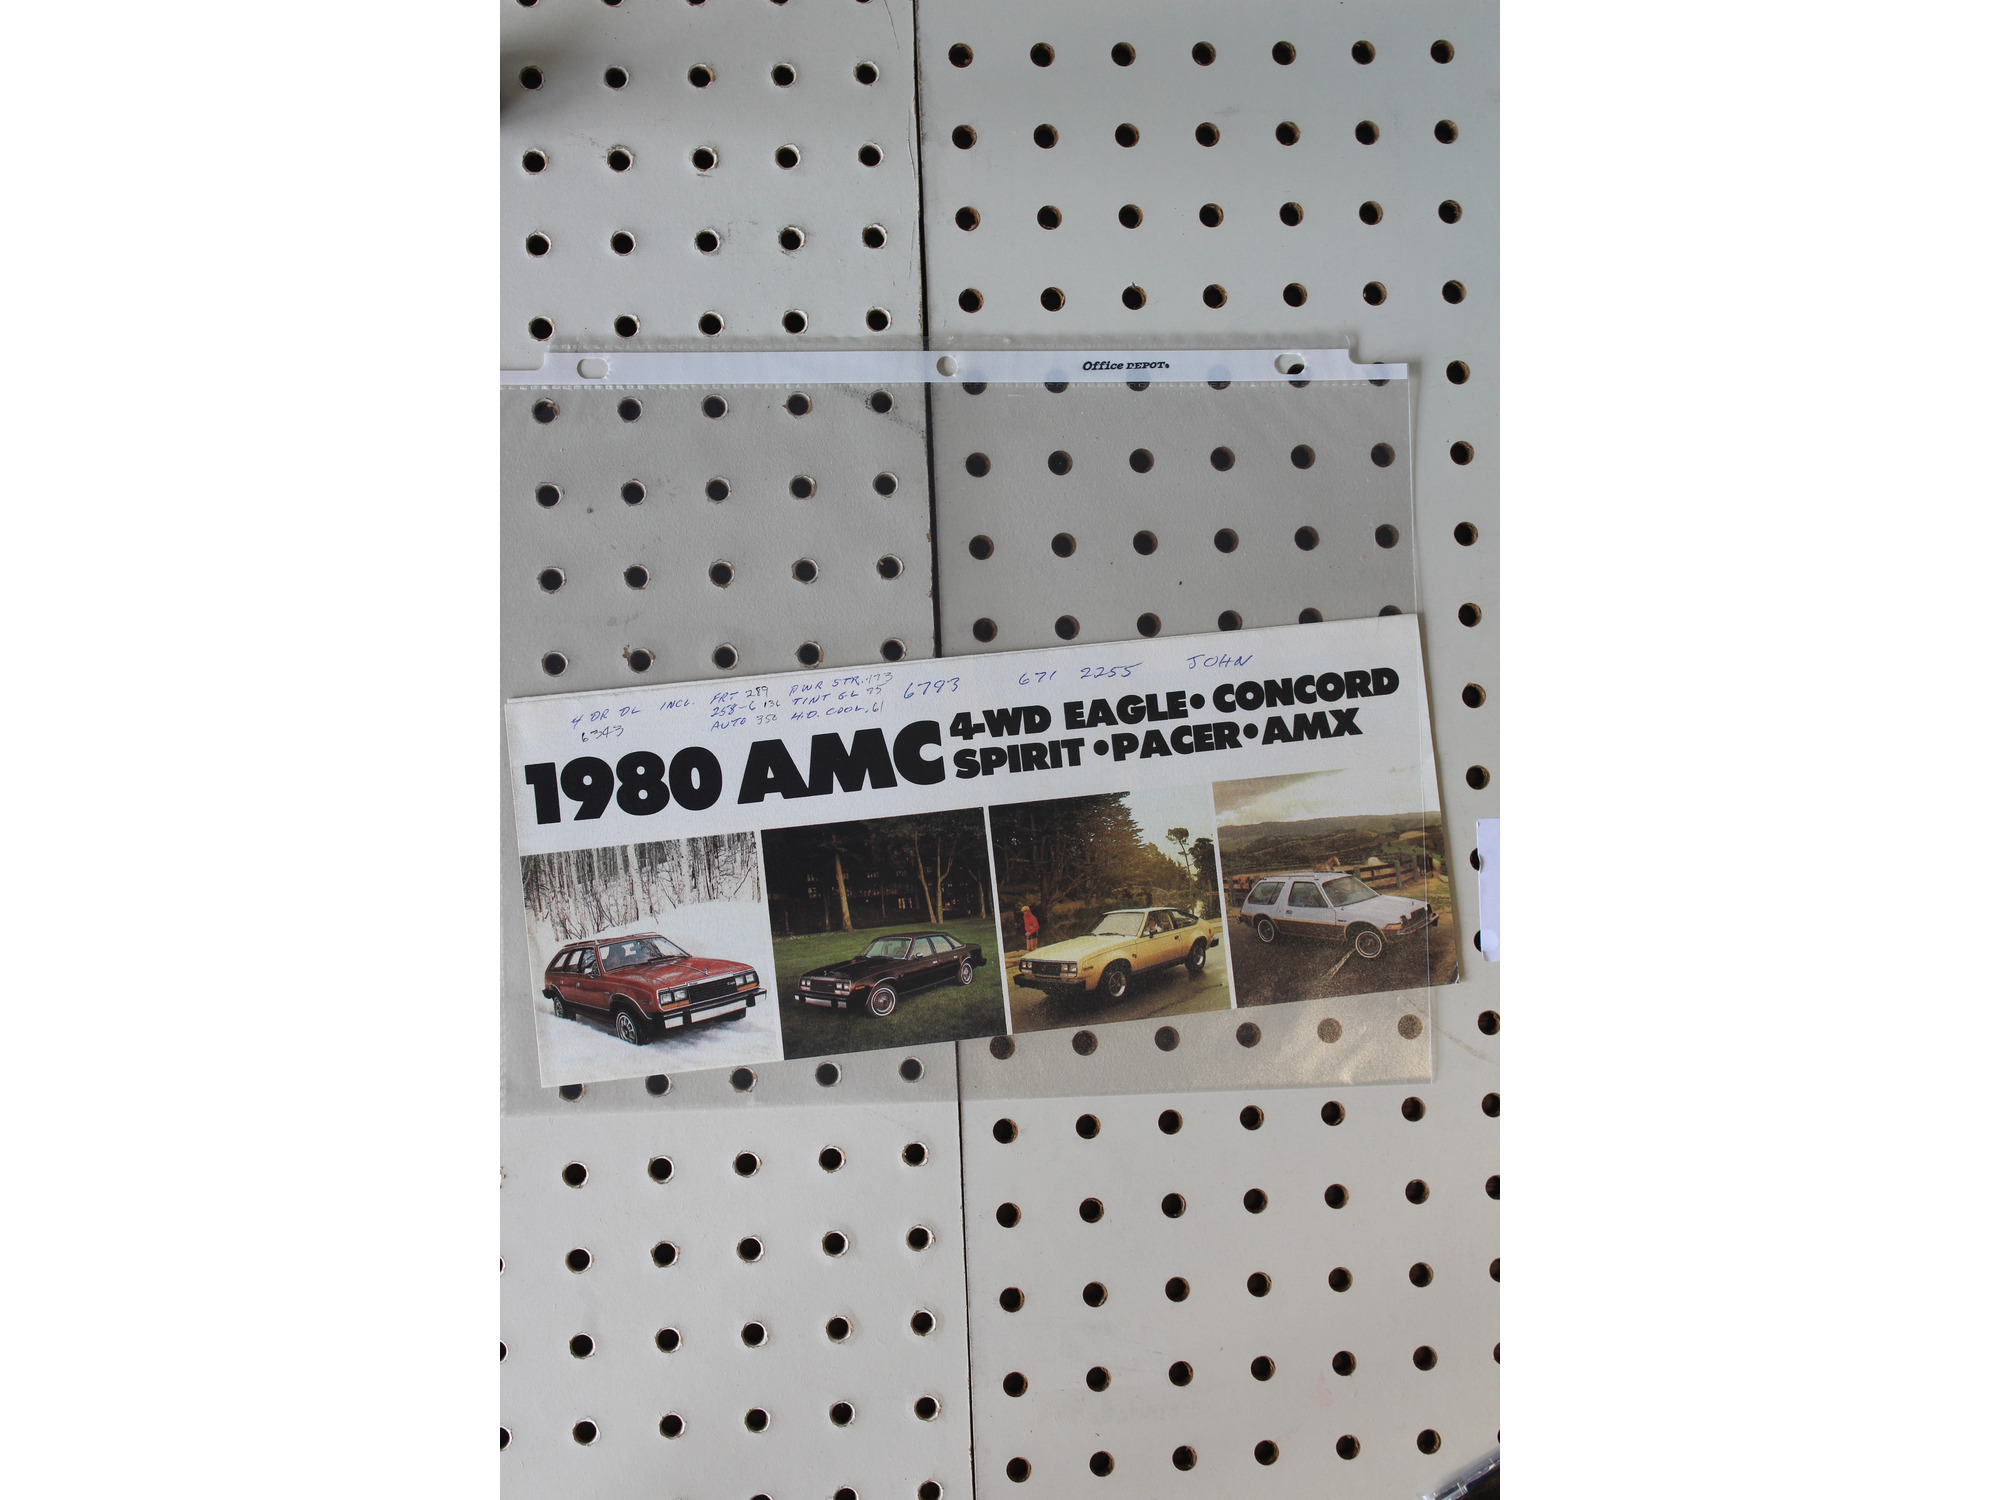 Office DEPOT
4 DR DL INCL. FRT 289 PWR STR. 173 6793 671 2255 JOHN
6343 258-6 136 TINT GL 75
AUTO 350 H.D. COOL. 61
1980 AMC 4-WD EAGLE • CONCORD
SPIRIT • PACER • AMX